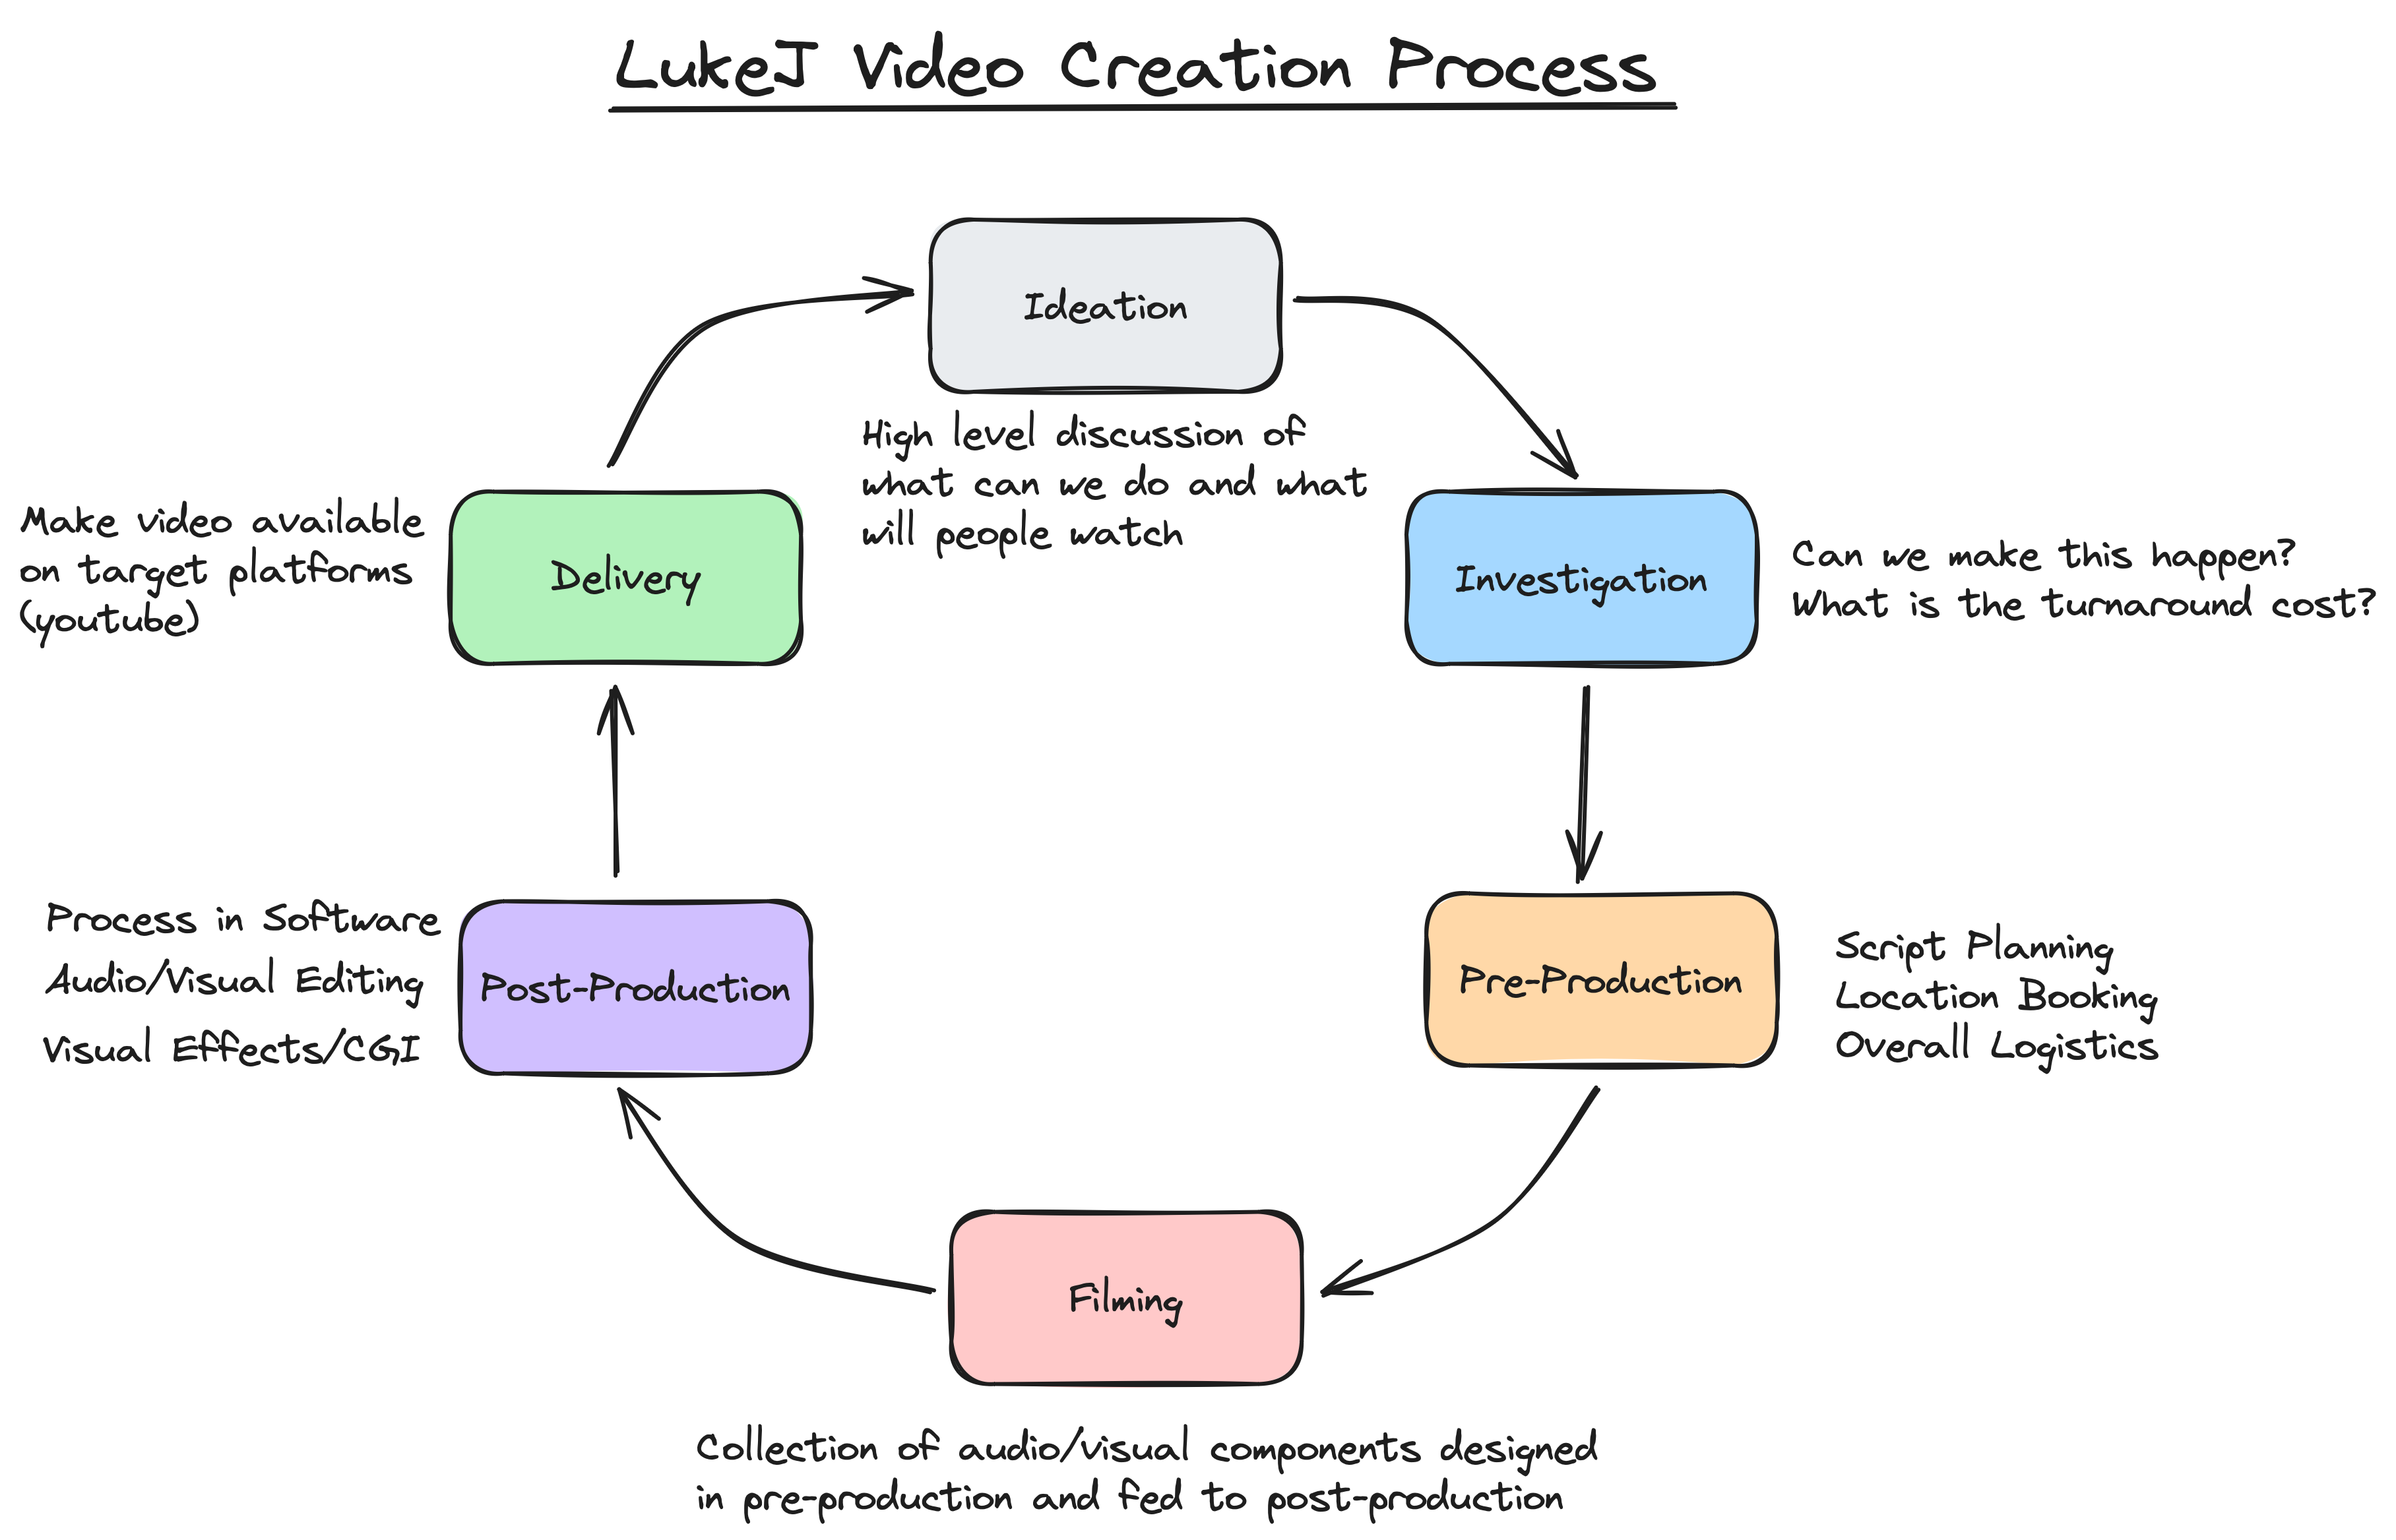 LukeJ Video Creation Process
Ideation
High level discussion of
what can we do and what
will people watch
Investigation
Can we make this happen?
What is the turnaround cost?
Pre-Production
Script Planning
Location Booking
Overall Logistics
Filming
Collection of audio/visual components designed
in pre-production and fed to post-production
Post-Production
Process in Software
Audio/Visual Editing
Visual Effects/CGI
Delivery
Make video available
on target platforms
(youtube)